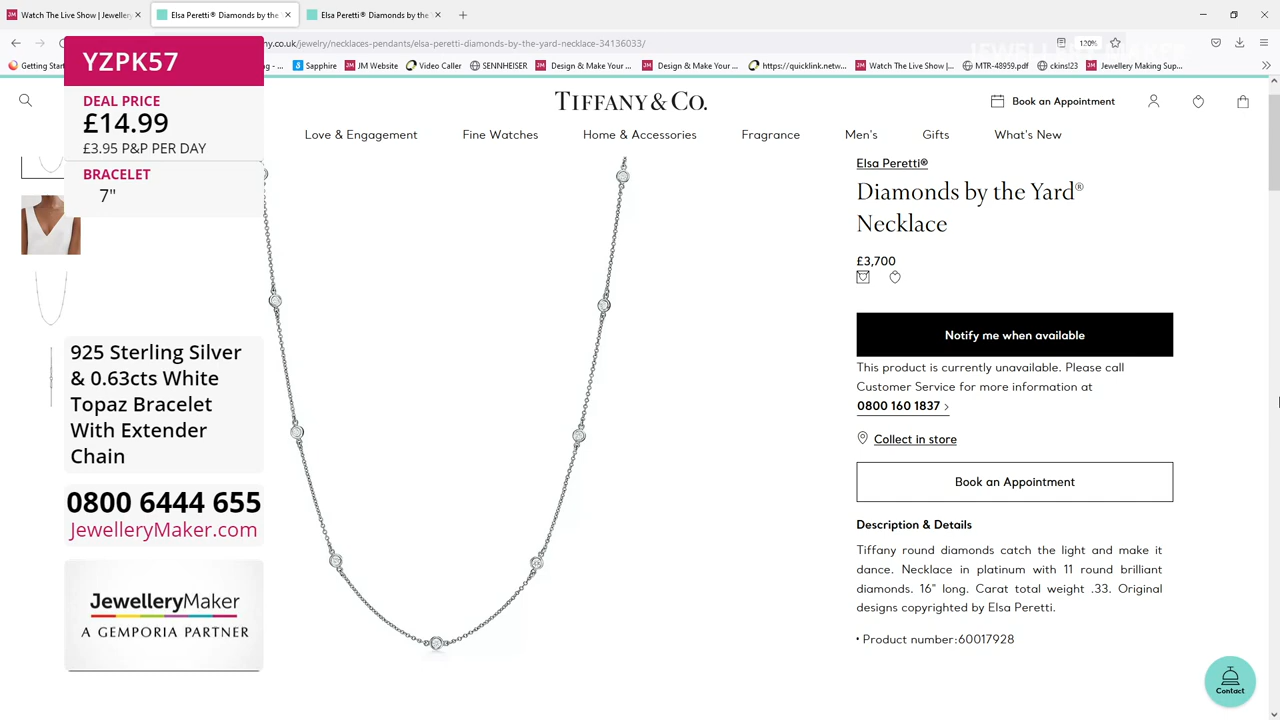 Watch The Live Show | Jeweller
Elsa Peretti® Diamonds by the
Elsa Peretti® Diamonds by the
ny.co.uk/jewelry/necklaces-pendants/elsa-peretti-diamonds-by-the-yard-necklace-34136033/
120%
Getting Star
Sapphire
JM Website
Video Caller
SENNHEISER
Design & Make Your ...
Design & Make Your ...
https://quicklink.netw...
Watch The Live Show |...
MTR-48959.pdf
ckins!23
Jewellery Making Sup...
YZPK57
DEAL PRICE
£14.99
£3.95 P&P PER DAY
BRACELET
7"
925 Sterling Silver
& 0.63cts White
Topaz Bracelet
With Extender
Chain
0800 6444 655
JewelleryMaker.com
JewelleryMaker
A GEMPORIA PARTNER
TIFFANY & CO.
Book an Appointment
Love & Engagement
Fine Watches
Home & Accessories
Fragrance
Men's
Gifts
What's New
Elsa Peretti®
Diamonds by the Yard®
Necklace
£3,700
Notify me when available
This product is currently unavailable. Please call
Customer Service for more information at
0800 160 1837 >
Collect in store
Book an Appointment
Description & Details
Tiffany round diamonds catch the light and make it
dance. Necklace in platinum with 11 round brilliant
diamonds. 16" long. Carat total weight .33. Original
designs copyrighted by Elsa Peretti.
• Product number:60017928
Contact